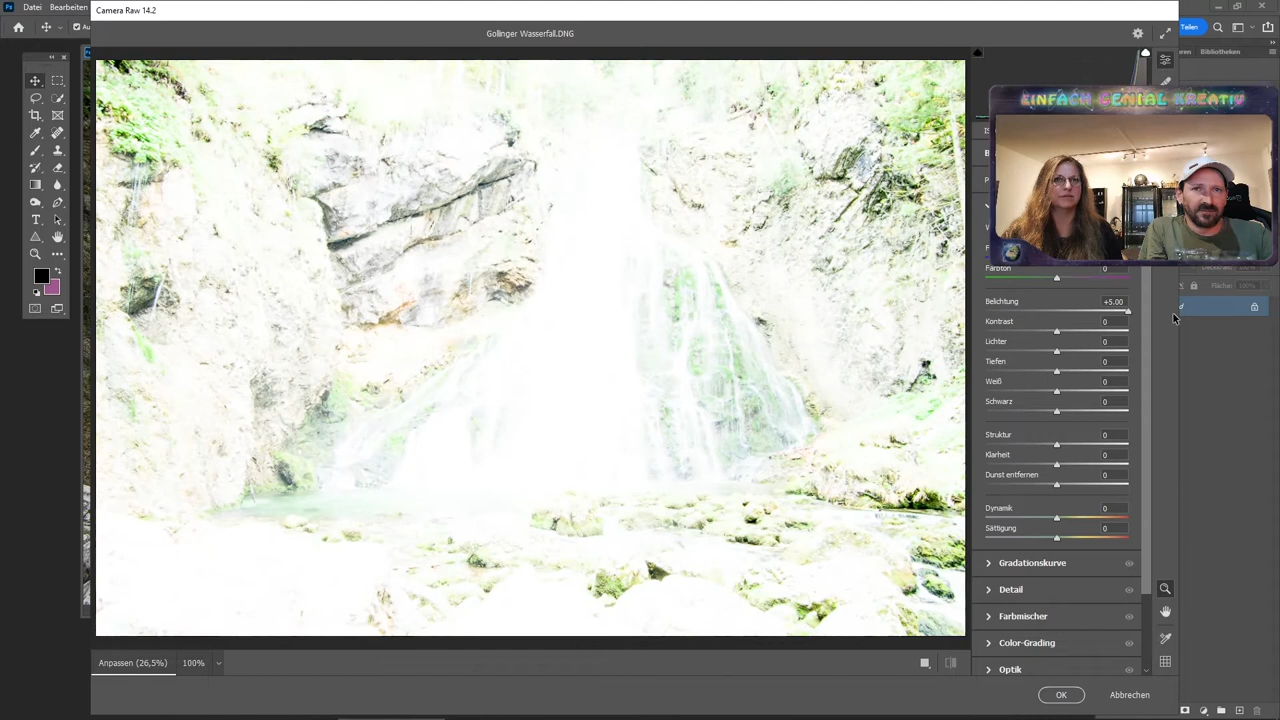 Datei Bearbeiten
Camera Raw 14.2
Gollinger Wasserfall.DNG
Teilen
Bibliotheken
EINFACH GENIAL KREATIV
Farbton 0
Belichtung +5.00
Kontrast 0
Lichter 0
Tiefen 0
Weiß 0
Schwarz 0
Struktur 0
Klarheit 0
Dunst entfernen 0
Dynamik 0
Sättigung 0
Gradationskurve
Detail
Farbmischer
Color-Grading
Optik
Anpassen (26,5%) 100%
OK Abbrechen